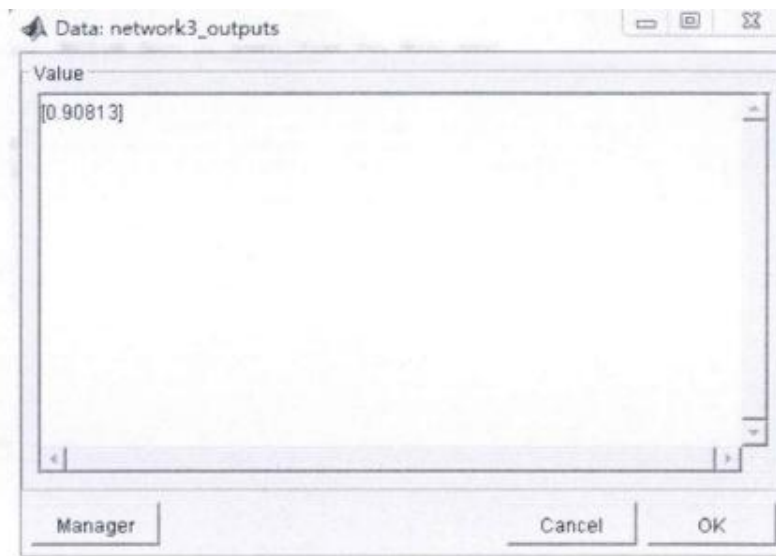 Data: network3_outputs
Value
[0.90813]
Manager
Cancel
OK